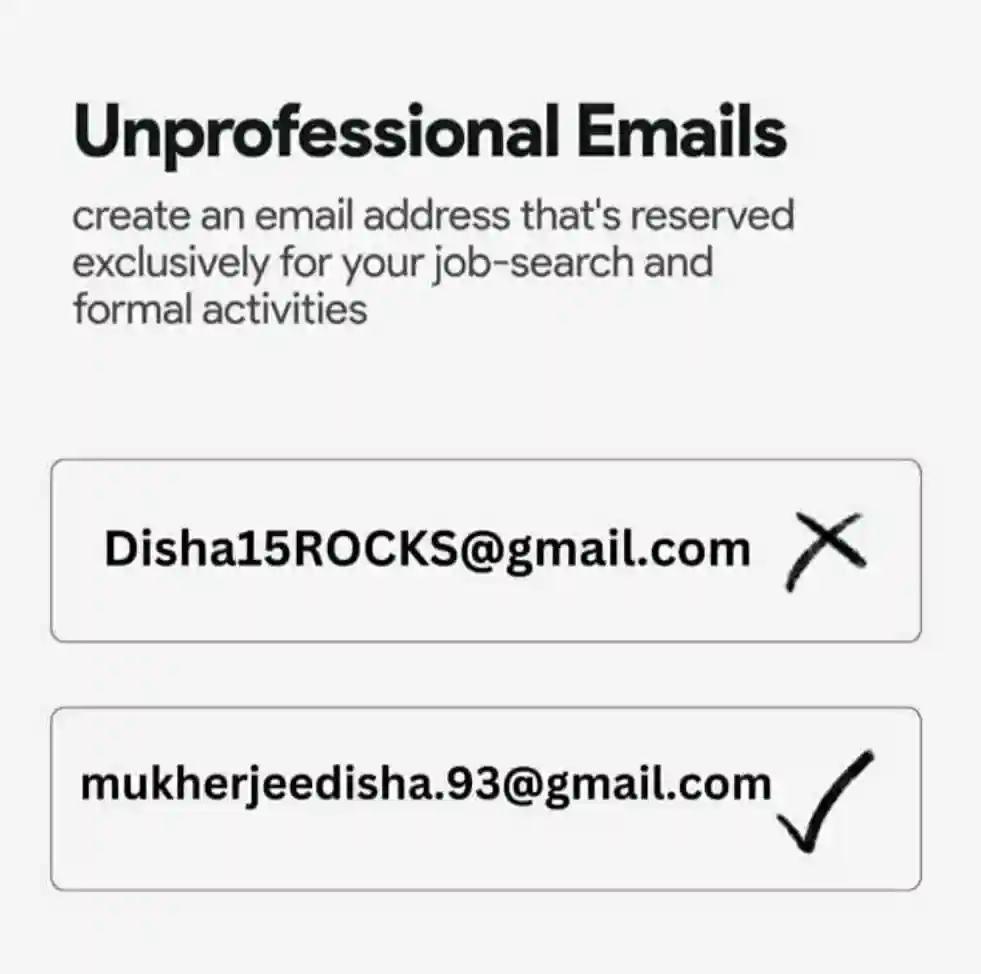 Unprofessional Emails
create an email address that's reserved
exclusively for your job-search and
formal activities
Disha15ROCKS@gmail.com
mukherjeedisha.93@gmail.com